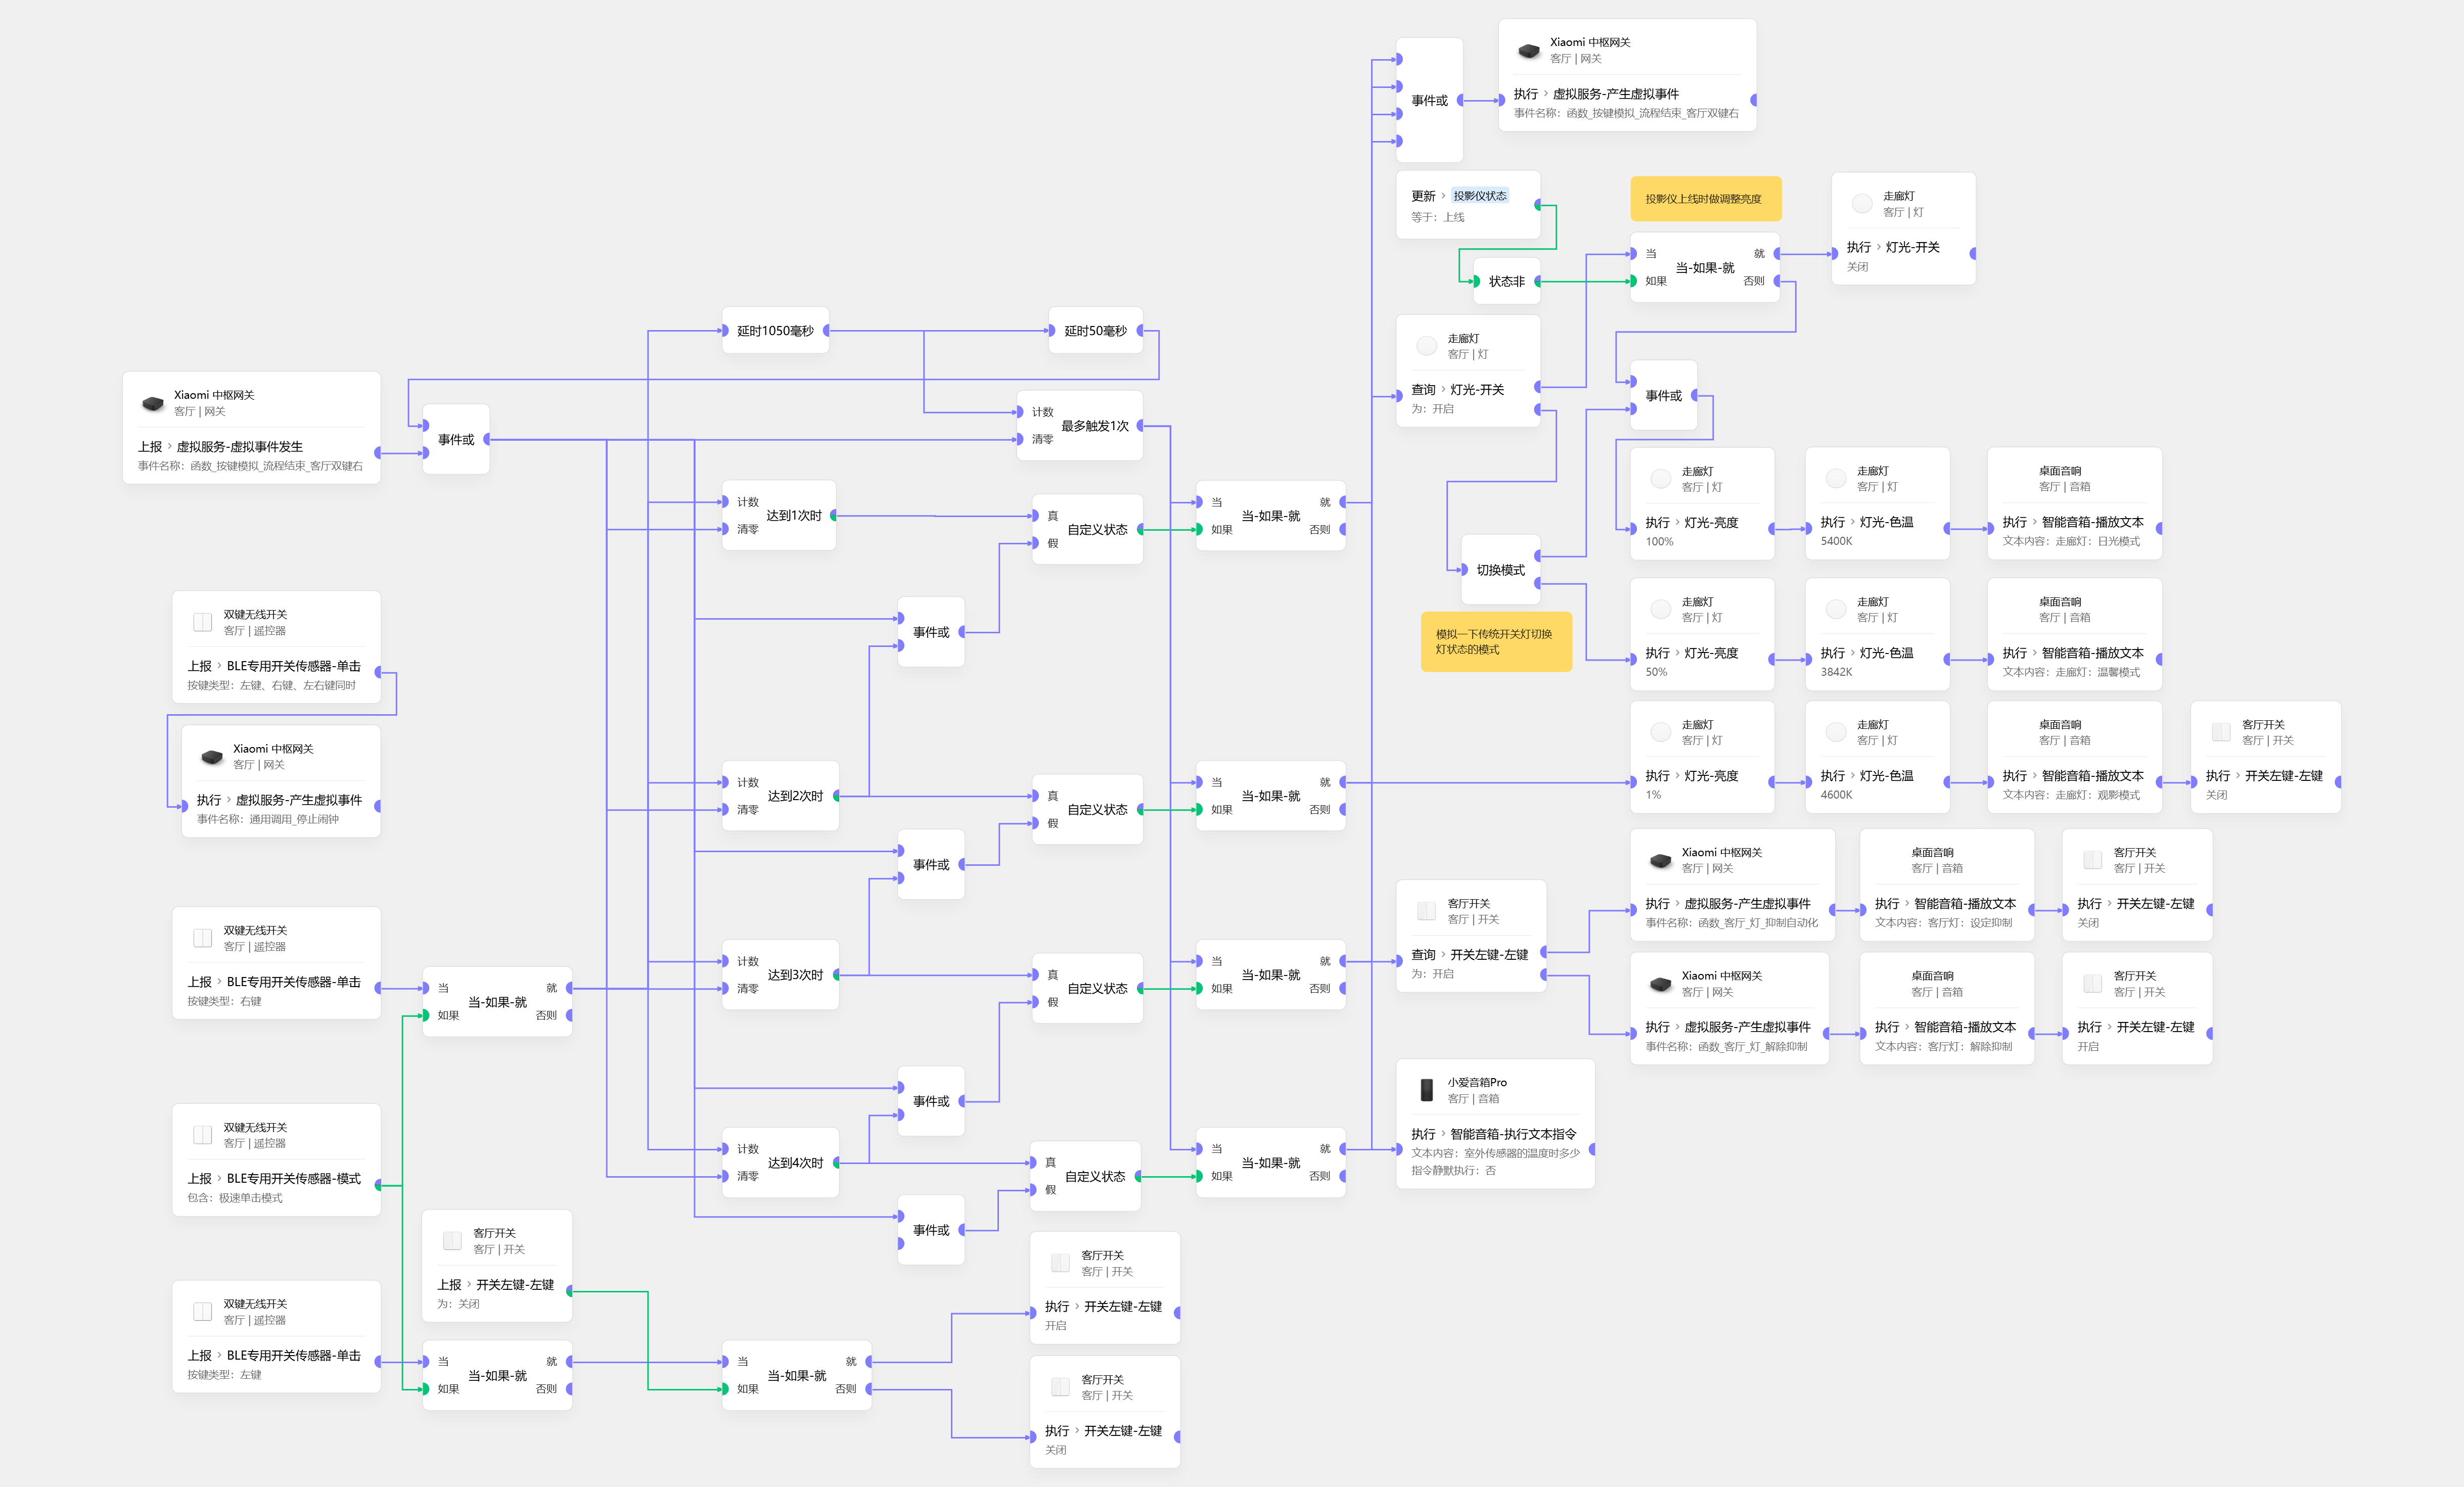 事件或
Xiaomi 中枢网关
客厅 | 网关
执行 › 虚拟服务-产生虚拟事件
事件名称：函数_按键模拟_流程结束_客厅双键右
更新 › 投影仪状态
等于：上线
投影仪上线时做调整亮度
走廊灯
客厅 | 灯
执行 › 灯光-开关
关闭
当
如果
当-如果-就
就
否则
状态非
延时1050毫秒
延时50毫秒
走廊灯
客厅 | 灯
查询 › 灯光-开关
为：开启
事件或
Xiaomi 中枢网关
客厅 | 网关
上报 › 虚拟服务-虚拟事件发生
事件名称：函数_按键模拟_流程结束_客厅双键右
事件或
计数
清零
最多触发1次
走廊灯
客厅 | 灯
执行 › 灯光-亮度
100%
走廊灯
客厅 | 灯
执行 › 灯光-色温
5400K
桌面音响
客厅 | 音箱
执行 › 智能音箱-播放文本
文本内容：走廊灯：日光模式
计数
清零
达到1次时
真
假
自定义状态
当
如果
当-如果-就
就
否则
切换模式
模拟一下传统开关灯切换
灯状态的模式
走廊灯
客厅 | 灯
执行 › 灯光-亮度
50%
走廊灯
客厅 | 灯
执行 › 灯光-色温
3842K
桌面音响
客厅 | 音箱
执行 › 智能音箱-播放文本
文本内容：走廊灯：温馨模式
双键无线开关
客厅 | 遥控器
上报 › BLE专用开关传感器-单击
按键类型：左键、右键、左右键同时
事件或
Xiaomi 中枢网关
客厅 | 网关
执行 › 虚拟服务-产生虚拟事件
事件名称：通用调用_停止闹钟
计数
清零
达到2次时
真
假
自定义状态
当
如果
当-如果-就
就
否则
走廊灯
客厅 | 灯
执行 › 灯光-亮度
1%
走廊灯
客厅 | 灯
执行 › 灯光-色温
4600K
桌面音响
客厅 | 音箱
执行 › 智能音箱-播放文本
文本内容：走廊灯：观影模式
客厅开关
客厅 | 开关
执行 › 开关左键-左键
关闭
事件或
双键无线开关
客厅 | 遥控器
上报 › BLE专用开关传感器-单击
按键类型：右键
当
如果
当-如果-就
就
否则
计数
清零
达到3次时
真
假
自定义状态
当
如果
当-如果-就
就
否则
客厅开关
客厅 | 开关
查询 › 开关左键-左键
为：开启
Xiaomi 中枢网关
客厅 | 网关
执行 › 虚拟服务-产生虚拟事件
事件名称：函数_客厅_灯_抑制自动化
桌面音响
客厅 | 音箱
执行 › 智能音箱-播放文本
文本内容：客厅灯：设定抑制
客厅开关
客厅 | 开关
执行 › 开关左键-左键
关闭
Xiaomi 中枢网关
客厅 | 网关
执行 › 虚拟服务-产生虚拟事件
事件名称：函数_客厅_灯_解除抑制
桌面音响
客厅 | 音箱
执行 › 智能音箱-播放文本
文本内容：客厅灯：解除抑制
客厅开关
客厅 | 开关
执行 › 开关左键-左键
开启
事件或
双键无线开关
客厅 | 遥控器
上报 › BLE专用开关传感器-模式
包含：极速单击模式
计数
清零
达到4次时
真
假
自定义状态
当
如果
当-如果-就
就
否则
小爱音箱Pro
客厅 | 音箱
执行 › 智能音箱-执行文本指令
文本内容：室外传感器的温度时多少
指令静默执行：否
事件或
客厅开关
客厅 | 开关
上报 › 开关左键-左键
为：关闭
双键无线开关
客厅 | 遥控器
上报 › BLE专用开关传感器-单击
按键类型：左键
当
如果
当-如果-就
就
否则
当
如果
当-如果-就
就
否则
客厅开关
客厅 | 开关
执行 › 开关左键-左键
开启
客厅开关
客厅 | 开关
执行 › 开关左键-左键
关闭